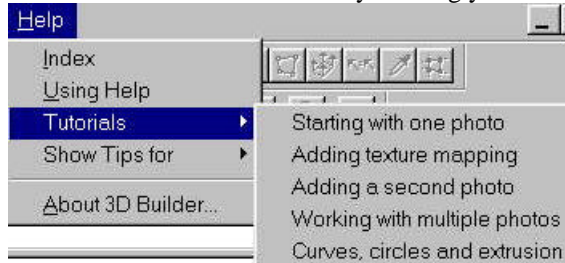 Help
Index
Using Help
Tutorials
Show Tips for
About 3D Builder...
Starting with one photo
Adding texture mapping
Adding a second photo
Working with multiple photos
Curves, circles and extrusion